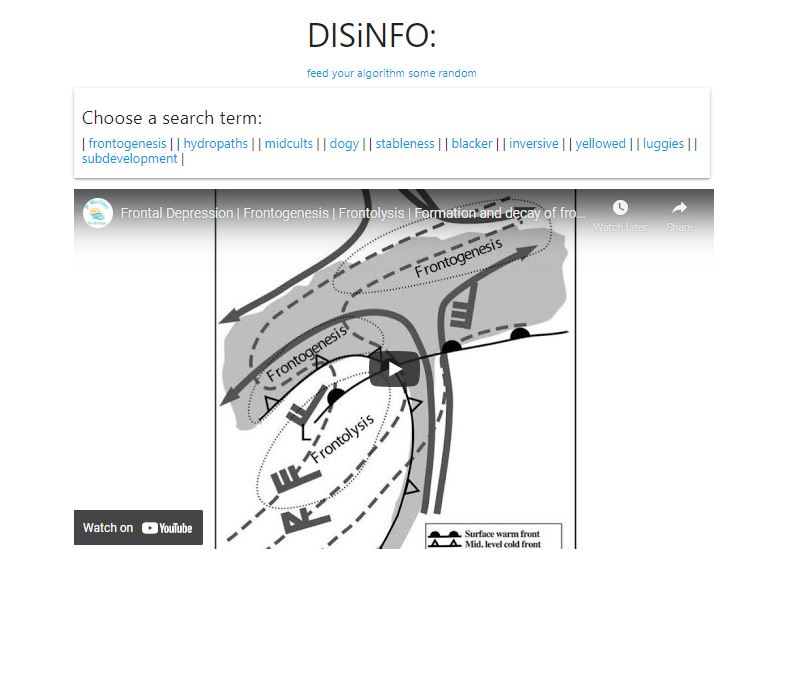 DISiNFO:
feed your algorithm some random
Choose a search term:
| frontogenesis | | hydropaths | | midcults | | dogy | | stableness | | blacker | | inversive | | yellowed | | luggies | |
subdevelopment |
Frontal Depression | Frontogenesis | Frontolysis | Formation and decay of fro...
Watch later
Share
Frontogenesis
Frontogenesis
Frontolysis
Watch on YouTube
Surface warm front
Mid. level cold front